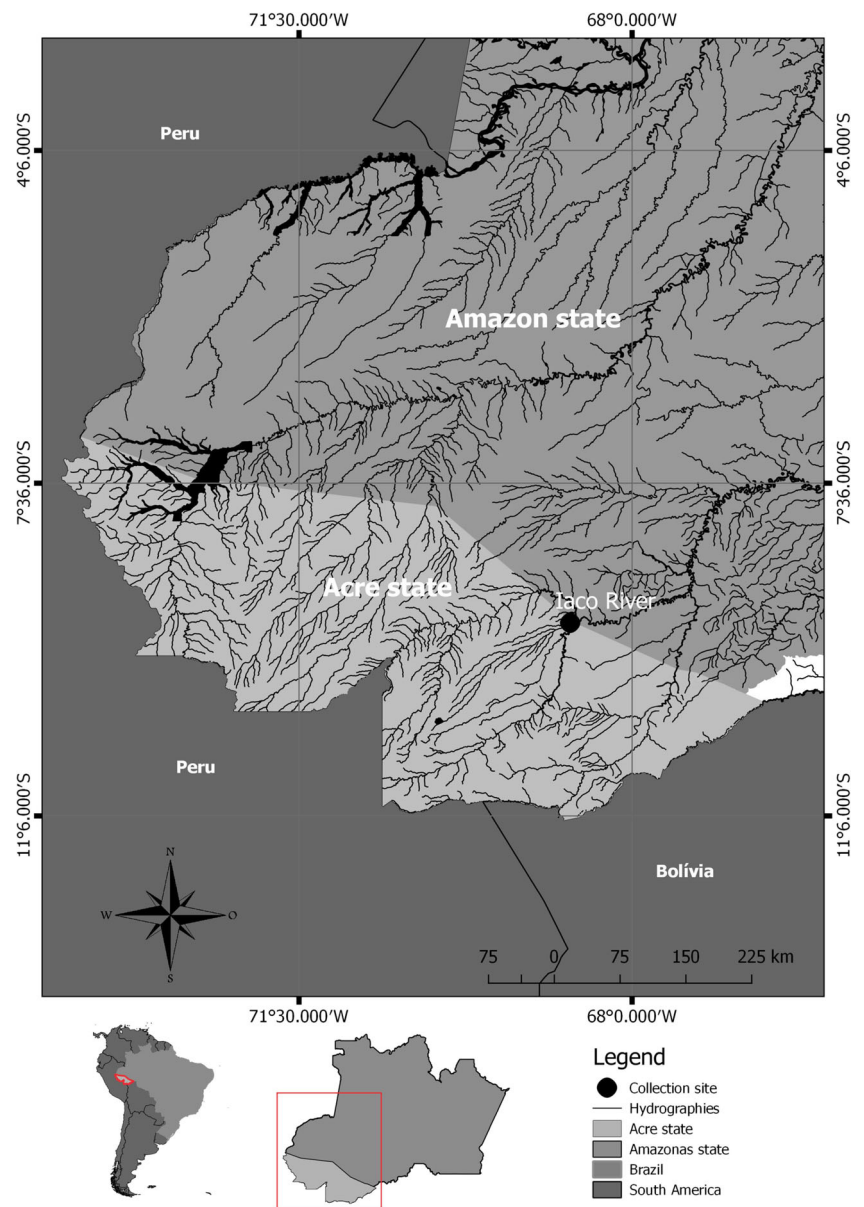 71°30.000'W
68°0.000'W
Peru
4°6.000'S
4°6.000'S
Amazon state
7°36.000'S
7°36.000'S
Acre state
Iaco River
Peru
11°6.000'S
11°6.000'S
Bolívia
N
W
O
S
75 0 75 150 225 km
71°30.000'W
68°0.000'W
Legend
Collection site
Hydrographies
Acre state
Amazonas state
Brazil
South America